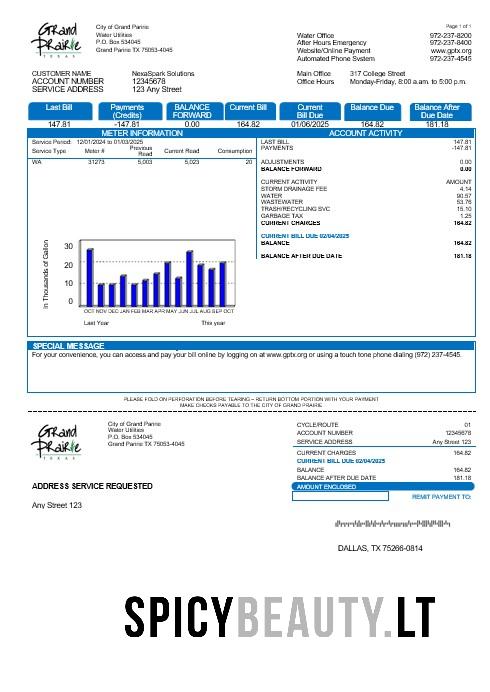 Grand
Prairie
TEXAS
City of Grand Pairie
Water Utilities
P.O. Box 534045
Grand Prairie TX 75053-4045
Page 1 of 1
Water Office 972-237-8200
After Hours Emergency 972-237-8400
Website/Online Payment www.gptx.org
Automated Phone System 972-237-4545
CUSTOMER NAME NexaSpark Solutions
ACCOUNT NUMBER 12345678
SERVICE ADDRESS 123 Any Street
Main Office 317 College Street
Office Hours Monday-Friday, 8:00 a.am. to 5:00 p.m.
Last Bill Payments (Credits) BALANCE FORWARD Current Bill Current Bill Due Balance Due Balance After Due Date
147.81 -147.81 0.00 164.82 01/06/2025 164.82 181.18
METER INFORMATION
Service Period: 12/01/2024 to 01/03/2025
Service Type Meter # Previous Read Current Read Consumption
WA 31273 5,003 5,023 20
ACCOUNT ACTIVITY
LAST BILL 147.81
PAYMENTS -147.81
ADJUSTMENTS 0.00
BALANCE FORWARD 0.00
CURRENT ACTIVITY AMOUNT
STORM DRAINAGE FEE 4.14
WATER 90.57
WASTEWATER 53.76
TRASH/RECYCLING SVC 15.10
GARBAGE TAX 1.25
CURRENT CHARGES 164.82
CURRENT BILL DUE 02/04/2025
BALANCE 164.82
BALANCE AFTER DUE DATE 181.18
In Thousands of Gallon
30
20
10
0
OCT NOV DEC JAN FEB MAR APR MAY JUN JUL AUG SEP OCT
Last Year This year
SPECIAL MESSAGE
For your convenience, you can access and pay your bill online by logging on at www.gptx.org or using a touch tone phone dialing (972) 237-4545.
PLEASE FOLD ON PERFORATION BEFORE TEARING – RETURN BOTTOM PORTION WITH YOUR PAYMENT
MAKE CHECKS PAYABLE TO THE CITY OF GRAND PRAIRIE
Grand
Prairie
TEXAS
City of Grand Pairie
Water Utilities
P.O. Box 534045
Grand Prairie TX 75053-4045
CYCLE/ROUTE 01
ACCOUNT NUMBER 12345678
SERVICE ADDRESS Any Street 123
CURRENT CHARGES 164.82
CURRENT BILL DUE 02/04/2025
BALANCE 164.82
BALANCE AFTER DUE DATE 181.18
AMOUNT ENCLOSED
REMIT PAYMENT TO:
ADDRESS SERVICE REQUESTED
Any Street 123
DALLAS, TX 75266-0814
SPICYBEAUTY.LT